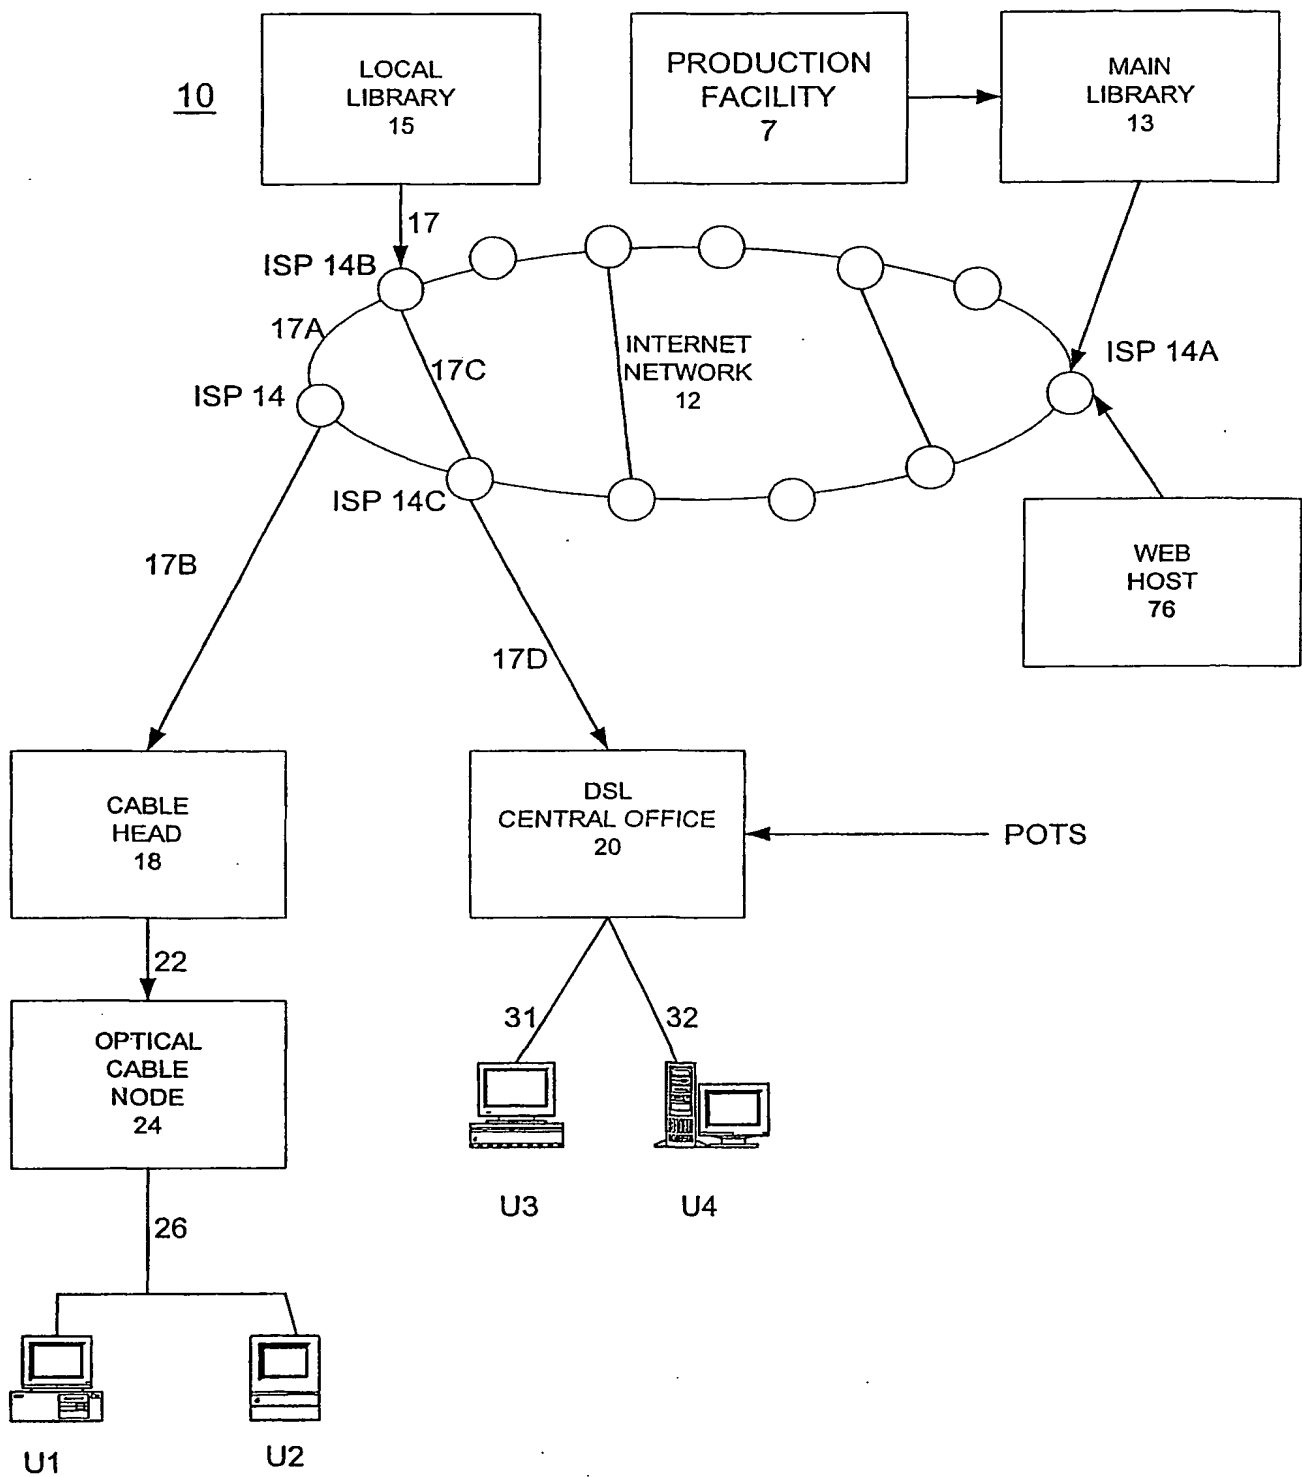 10
LOCAL
LIBRARY
15
PRODUCTION
FACILITY
7
MAIN
LIBRARY
13
17
ISP 14B
17A
17C
INTERNET
NETWORK
12
ISP 14A
ISP 14
ISP 14C
17B
17D
WEB
HOST
76
CABLE
HEAD
18
DSL
CENTRAL OFFICE
20
POTS
22
OPTICAL
CABLE
NODE
24
31
32
U3
U4
26
U1
U2